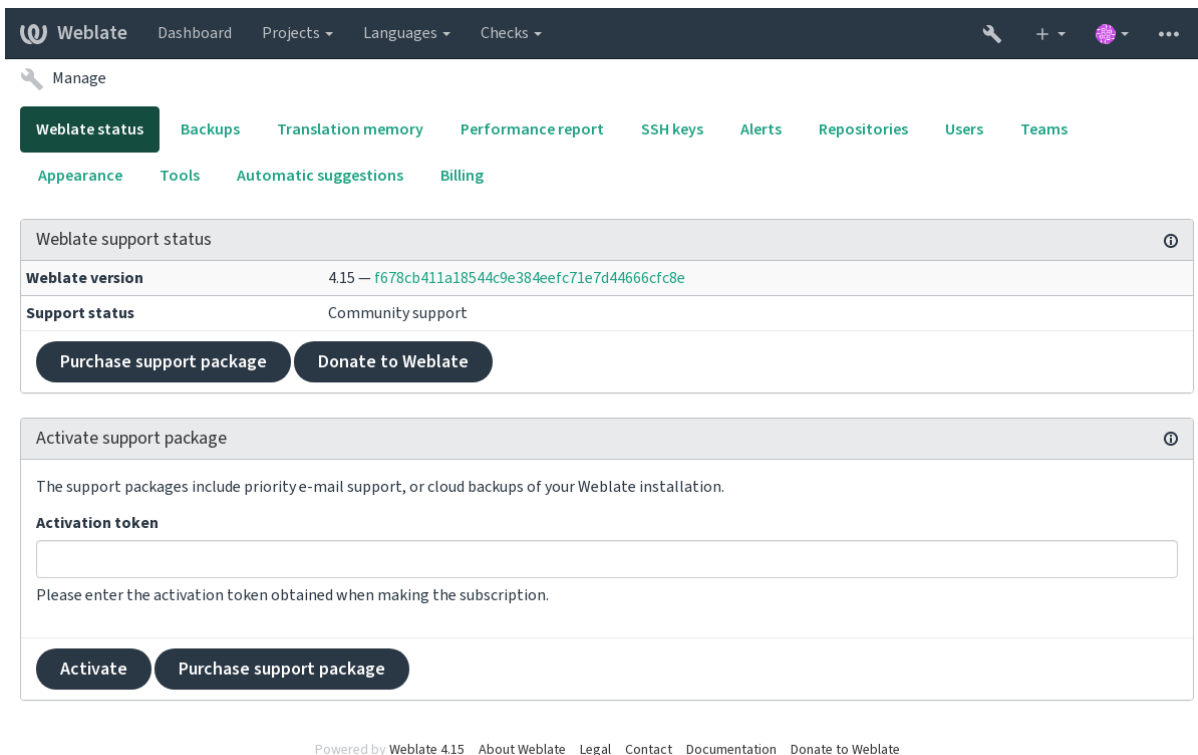 Weblate Dashboard Projects Languages Checks
Manage
Weblate status Backups Translation memory Performance report SSH keys Alerts Repositories Users Teams
Appearance Tools Automatic suggestions Billing
Weblate support status
Weblate version 4.15 — f678cb411a18544c9e384eefc71e7d44666cfc8e
Support status Community support
Purchase support package Donate to Weblate
Activate support package
The support packages include priority e-mail support, or cloud backups of your Weblate installation.
Activation token
Please enter the activation token obtained when making the subscription.
Activate Purchase support package
Powered by Weblate 4.15 About Weblate Legal Contact Documentation Donate to Weblate